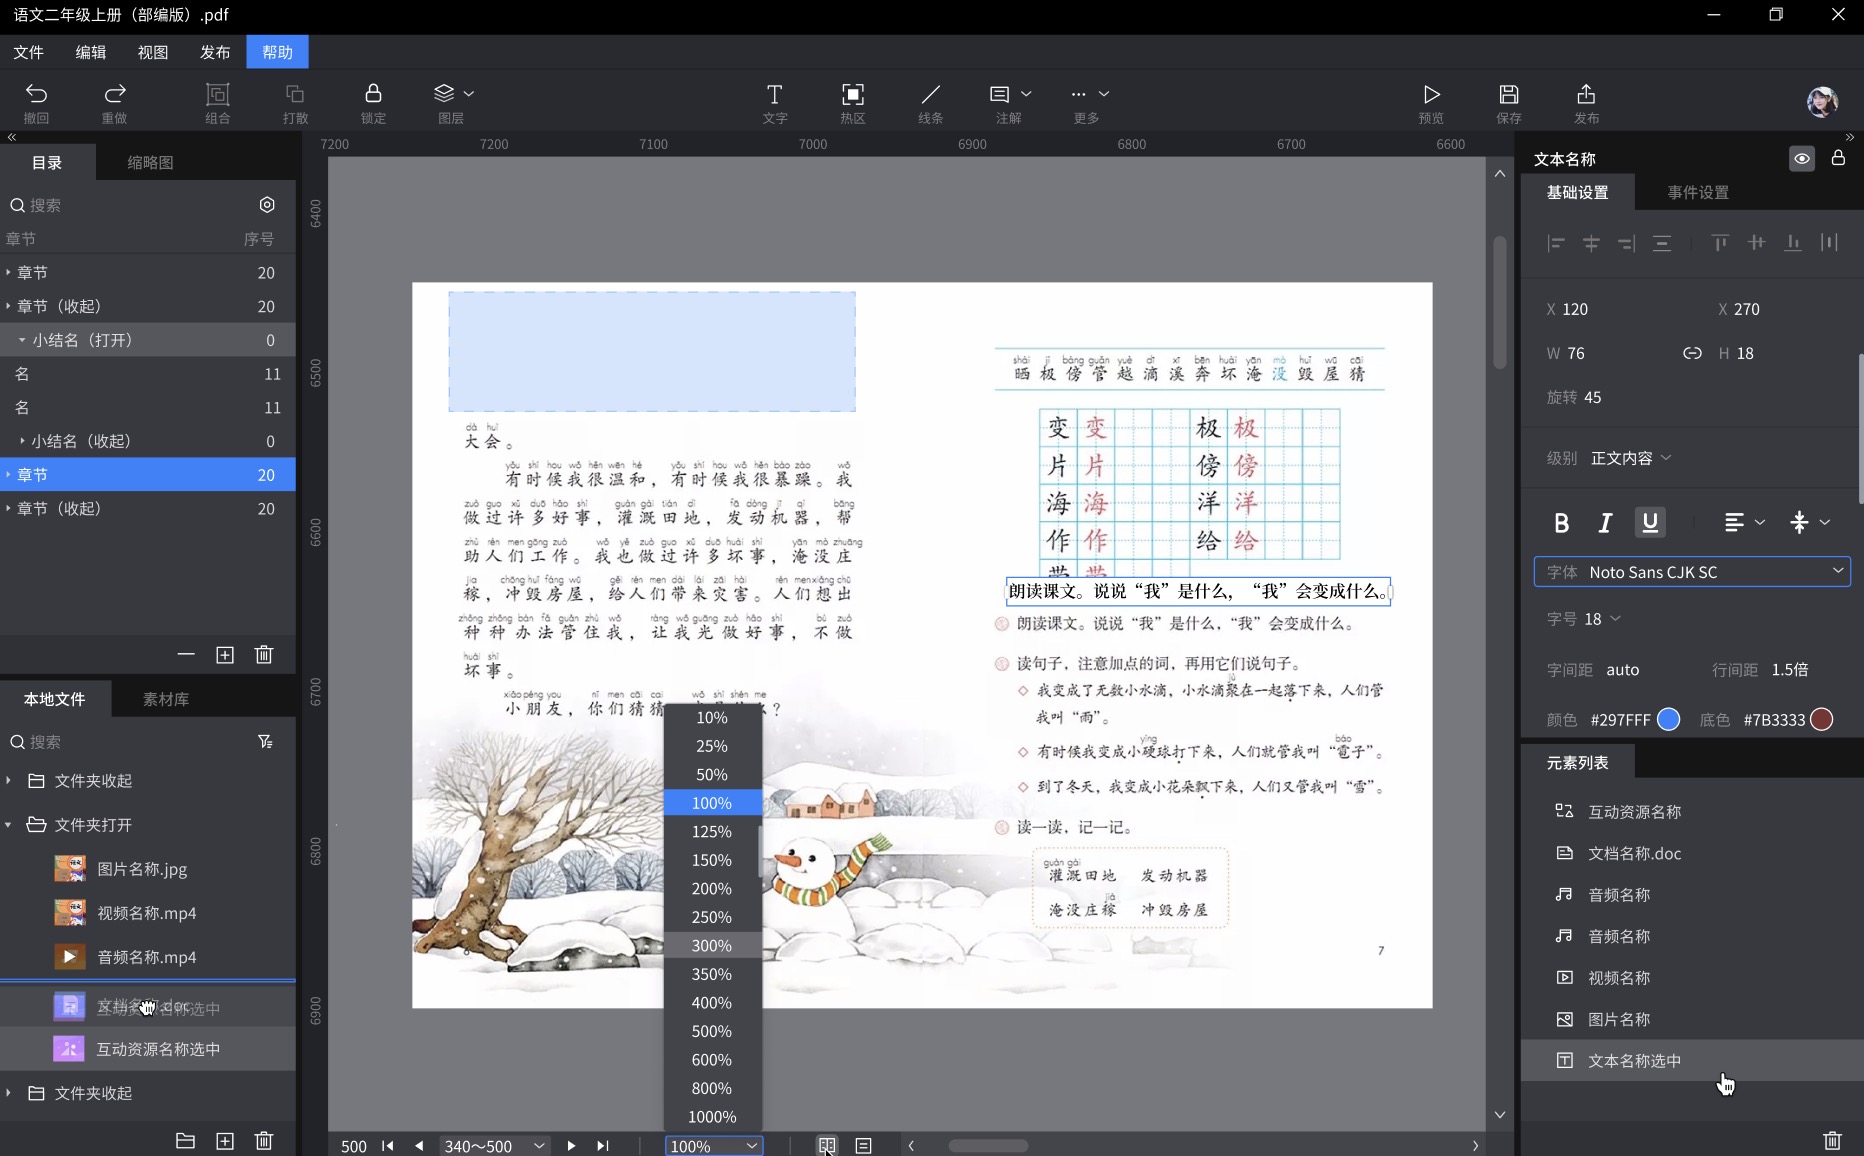 语文二年级上册（部编版）.pdf
文件 编辑 视图 发布 帮助
撤回 重做 组合 打散 锁定 图层 文字 热区 线条 注解 更多 预览 保存 发布
目录 缩略图
搜索
章节 序号
章节 20
章节（收起） 20
小结名（打开） 0
名 11
名 11
小结名（收起） 0
章节 20
章节（收起） 20
本地文件 素材库
搜索
文件夹收起
文件夹打开
图片名称.jpg
视频名称.mp4
音频名称.mp4
互动资源名称选中
互动资源名称选中
文件夹收起
7200 7200 7100 7000 6900 6800 6700 6600
6400
6500
6600
6700
6800
6900
dà huì
大会。
yǒu shí hou wǒ hěn wēn hé yǒu shí hou wǒ hěn bào zào wǒ
有时候我很温和，有时候我很暴躁。我
zuò guo xǔ duō hǎo shì guàn gài tián dì fā dòng jī qì bāng
做过许多好事，灌溉田地，发动机器，帮
zhù rén men gōng zuò wǒ yě zuò guo xǔ duō huài shì yān mò zhuāng
助人们工作。我也做过许多坏事，淹没庄
jia chōng huǐ fáng wū gěi rén men dài lái zāi hài rén men xiǎng chū
稼，冲毁房屋，给人们带来灾害。人们想出
zhǒng zhǒng bàn fǎ guǎn zhù wǒ ràng wǒ guāng zuò hǎo shì bú zuò
种种办法管住我，让我光做好事，不做
huài shì
坏事。
xiǎo péng you nǐ men cāi cai wǒ shì shén me
小朋友，你们猜猜 ？
shài jí bàng guǎn yuè dī xī bēn huài yān mò huǐ wū cāi
晒 极 傍 管 越 滴 溪 奔 坏 淹 没 毁 屋 猜
变 变 极 极
片 片 傍 傍
海 海 洋 洋
作 作 给 给
带 带
朗读课文。说说“我”是什么，“我”会变成什么。
朗读课文。说说“我”是什么，“我”会变成什么。
读句子，注意加点的词，再用它们说句子。
jù
我变成了无数小水滴，小水滴聚在一起落下来，人们管
我叫“雨”。
yìng báo
有时候我变成小硬球打下来，人们就管我叫“雹子”。
到了冬天，我变成小花朵飘下来，人们又管我叫“雪”。
读一读，记一记。
guàn gài
灌溉田地 发动机器
jià
淹没庄稼 冲毁房屋
7
10%
25%
50%
100%
125%
150%
200%
250%
300%
350%
400%
500%
600%
800%
1000%
500 340～500 100%
文本名称
基础设置 事件设置
X 120 X 270
W 76 H 18
旋转 45
级别 正文内容
B I U
字体 Noto Sans CJK SC
字号 18
字间距 auto 行间距 1.5倍
颜色 #297FFF 底色 #7B3333
元素列表
互动资源名称
文档名称.doc
音频名称
音频名称
视频名称
图片名称
文本名称选中